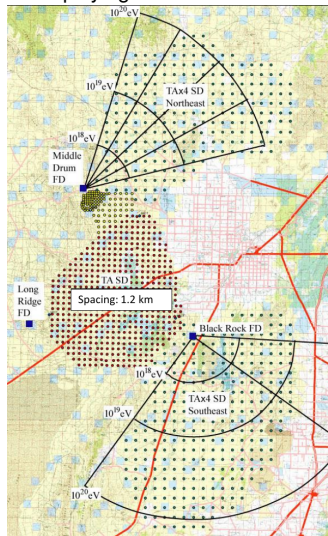 10²⁰eV
TAx4 SD
Northeast
10¹⁹eV
10¹⁸eV
Middle
Drum
FD
TA SD
Long
Ridge
FD
Spacing: 1.2 km
Black Rock FD
10¹⁸eV
TAx4 SD
Southeast
10¹⁹eV
10²⁰eV